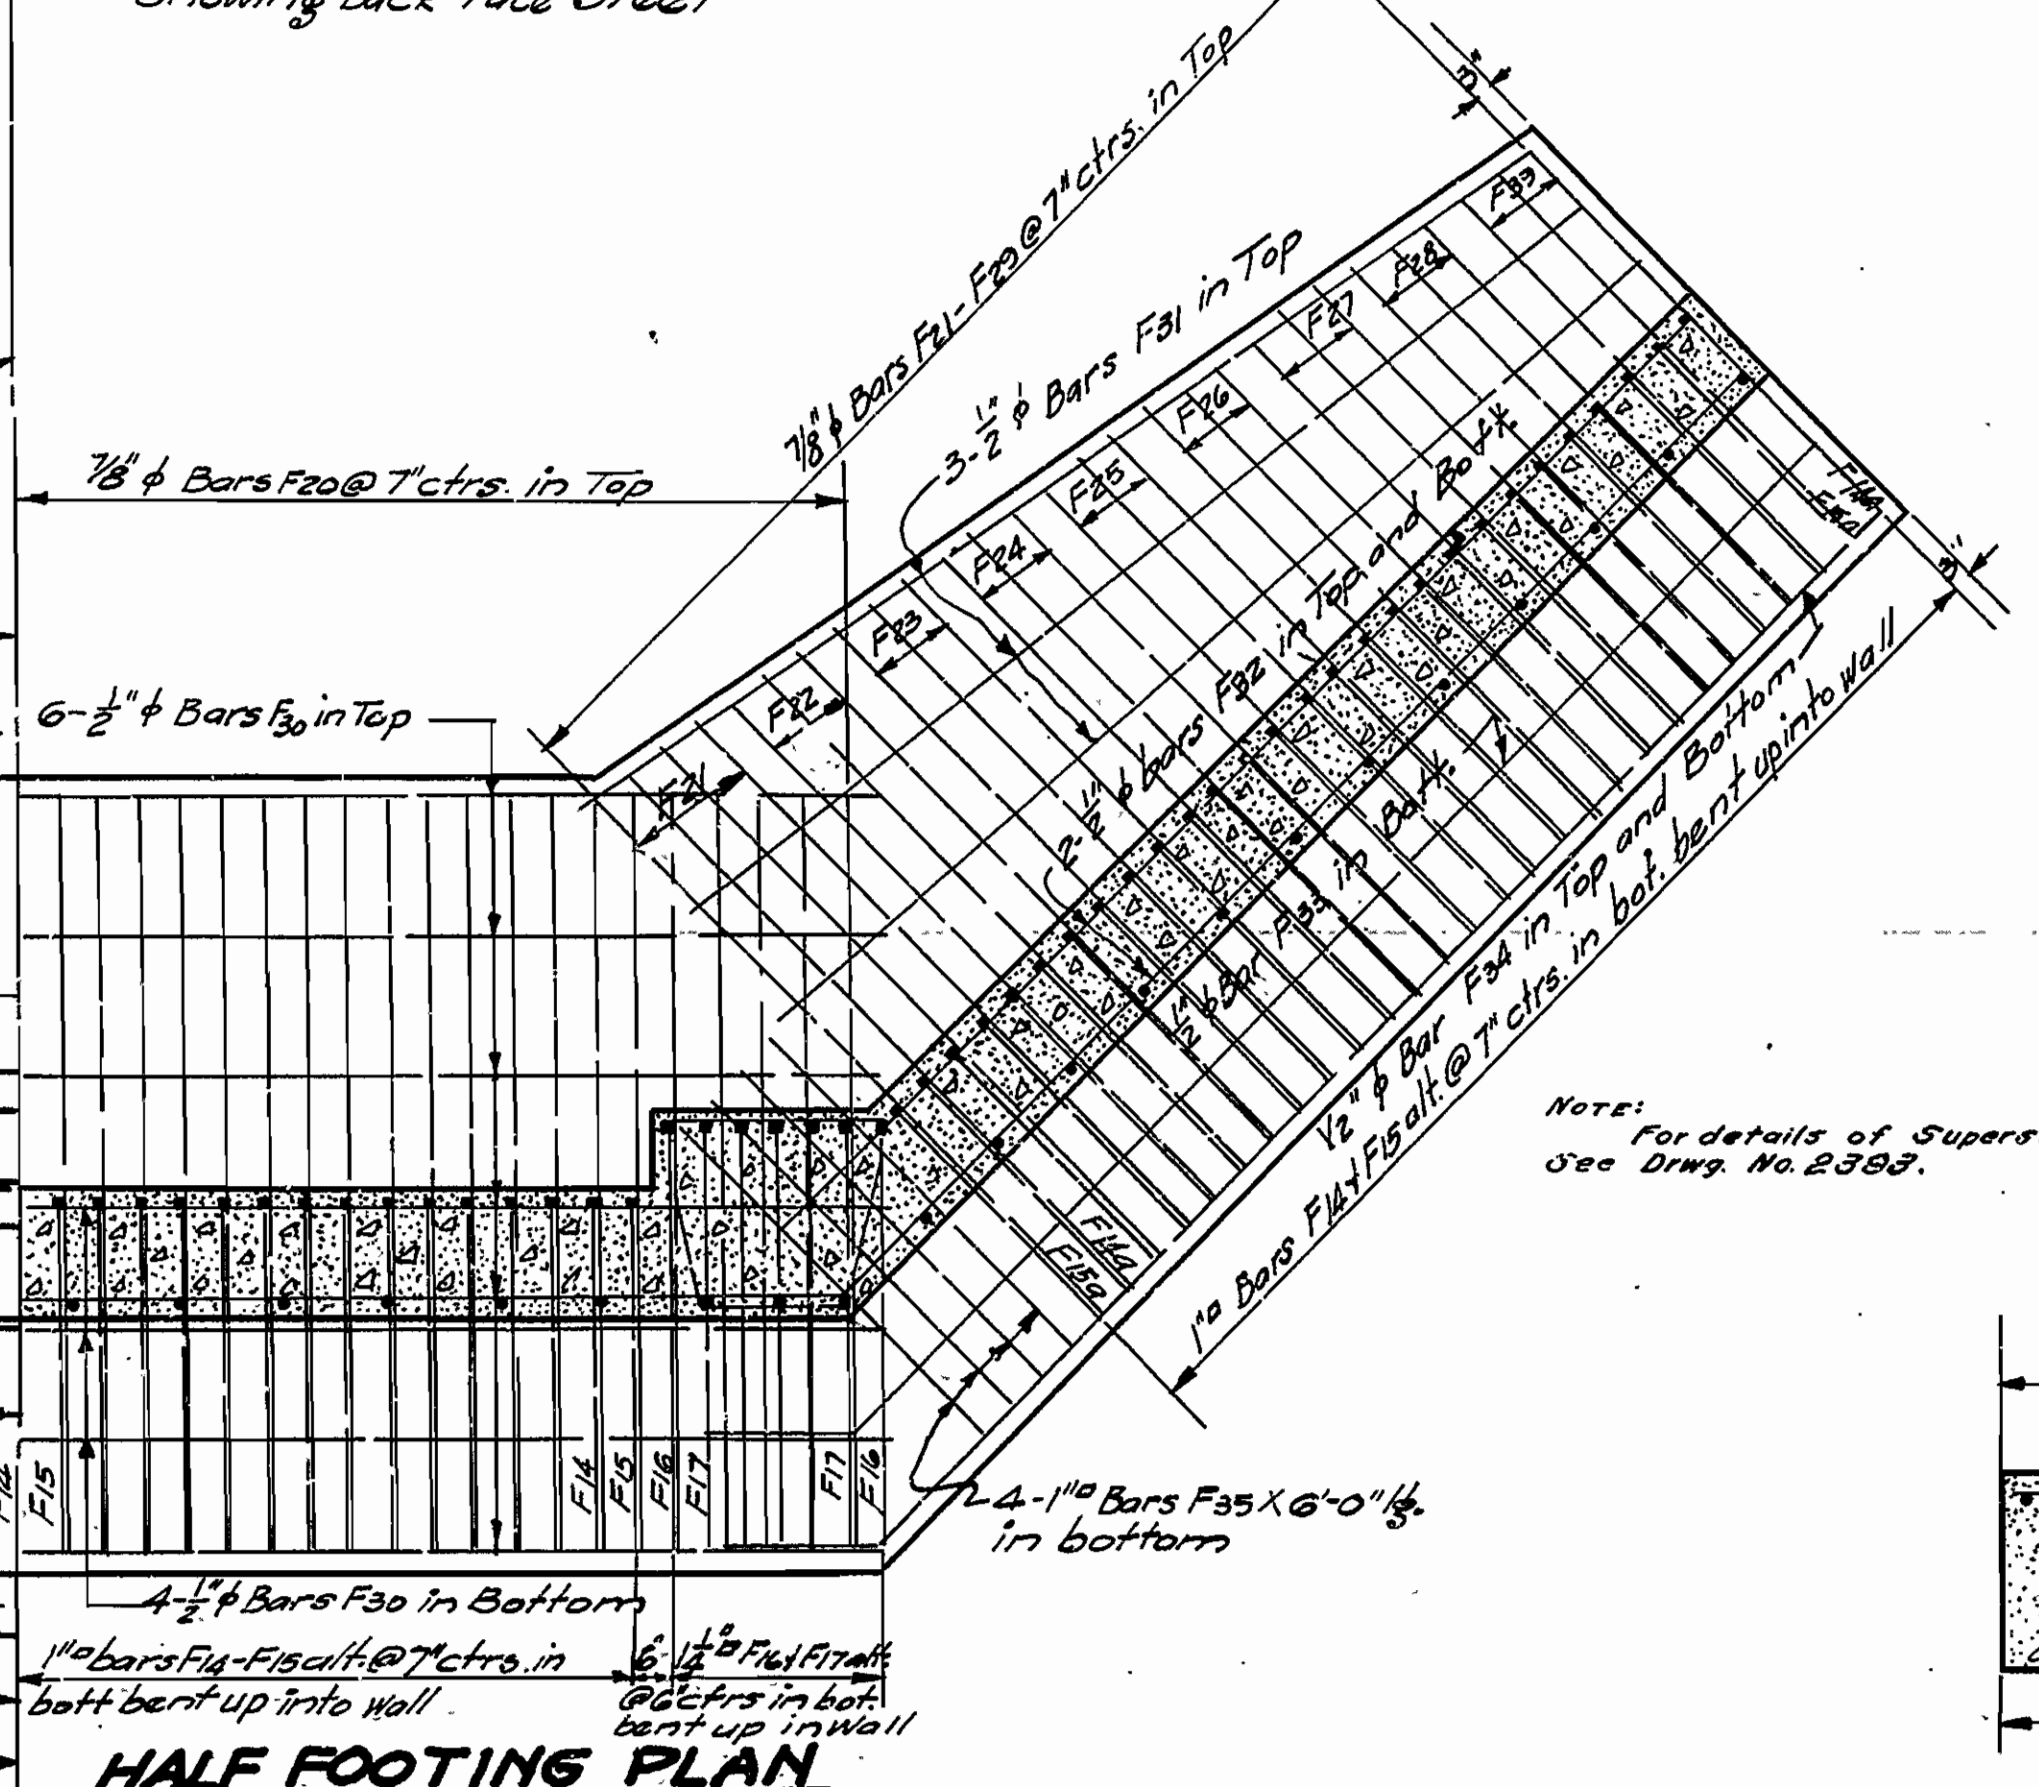 Showing Back Face Steel
3"
7/8" ϕ Bars F21-F29 @ 7" ctrs. in Top
3-1/2" ϕ Bars F31 in Top
7/8" ϕ Bars F20 @ 7" ctrs. in Top
6-1/2" ϕ Bars F30 in Top
F33
F28
F27
F26
F25
F24
F23
F22
F21
2-1/2" ϕ bars F32 in Top and Bott.
1/2" ϕ Bar F33 in Bott.
F14a
F15a
3"
1/2" ϕ Bar F34 in Top and Bottom
1"□ Bars F14 & F15 alt. @ 7" ctrs. in bot. bent up into wall
F14a
F15a
NOTE:
For details of Supers
See Drwg. No. 2393.
F14
F15
F14
F15
F16
F17
F17
F16
4-1"□ Bars F35 X 6'-0" lg.
in bottom
4-1/2" ϕ Bars F30 in Bottom
1"□ bars F14-F15 alt. @ 7" ctrs. in
bott bent up into wall
6"
1 1/4"□ F16 & F17 alt.
@ 6" ctrs in bot.
bent up in wall
HALF FOOTING PLAN